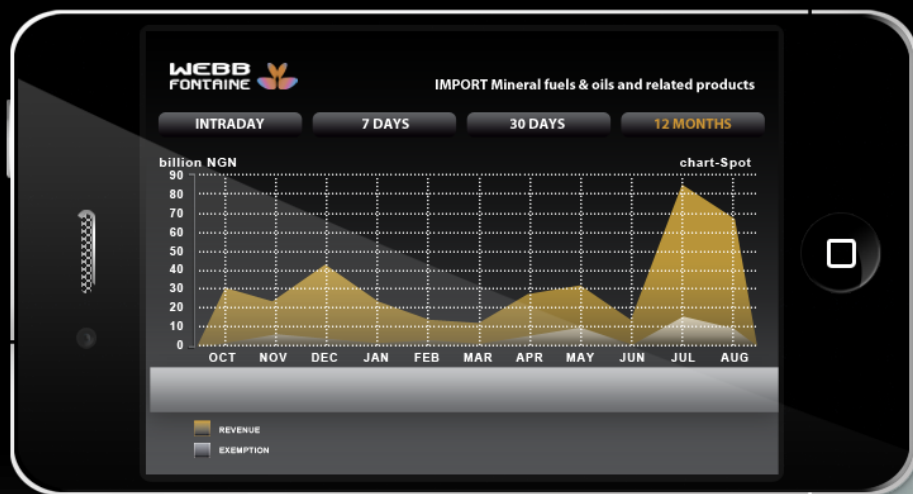 WEBB
FONTAINE
IMPORT Mineral fuels & oils and related products
INTRADAY 7 DAYS 30 DAYS 12 MONTHS
billion NGN chart-Spot
90
80
70
60
50
40
30
20
10
0
OCT NOV DEC JAN FEB MAR APR MAY JUN JUL AUG
REVENUE
EXEMPTION